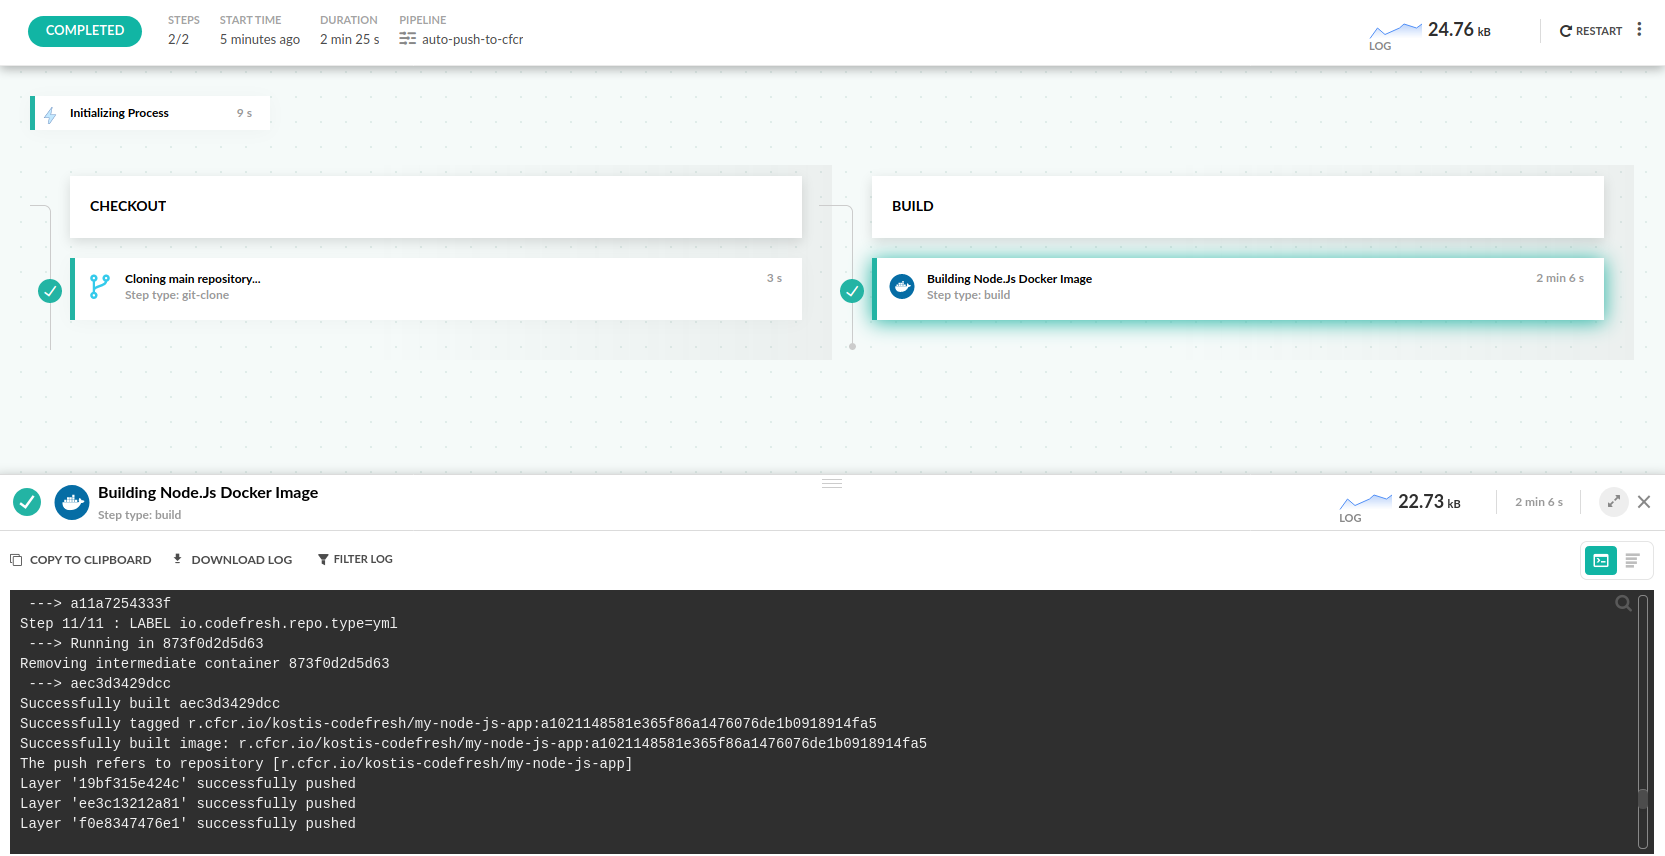 COMPLETED
STEPS
2/2
START TIME
5 minutes ago
DURATION
2 min 25 s
PIPELINE
auto-push-to-cfcr
LOG
24.76 kB
RESTART
Initializing Process
9 s
CHECKOUT
Cloning main repository...
3 s
Step type: git-clone
BUILD
Building Node.Js Docker Image
2 min 6 s
Step type: build
Building Node.Js Docker Image
Step type: build
LOG
22.73 kB
2 min 6 s
COPY TO CLIPBOARD
DOWNLOAD LOG
FILTER LOG
---> a11a7254333f
Step 11/11 : LABEL io.codefresh.repo.type=yml
---> Running in 873f0d2d5d63
Removing intermediate container 873f0d2d5d63
---> aec3d3429dcc
Successfully built aec3d3429dcc
Successfully tagged r.cfcr.io/kostis-codefresh/my-node-js-app:a1021148581e365f86a1476076de1b0918914fa5
Successfully built image: r.cfcr.io/kostis-codefresh/my-node-js-app:a1021148581e365f86a1476076de1b0918914fa5
The push refers to repository [r.cfcr.io/kostis-codefresh/my-node-js-app]
Layer '19bf315e424c' successfully pushed
Layer 'ee3c13212a81' successfully pushed
Layer 'f0e8347476e1' successfully pushed